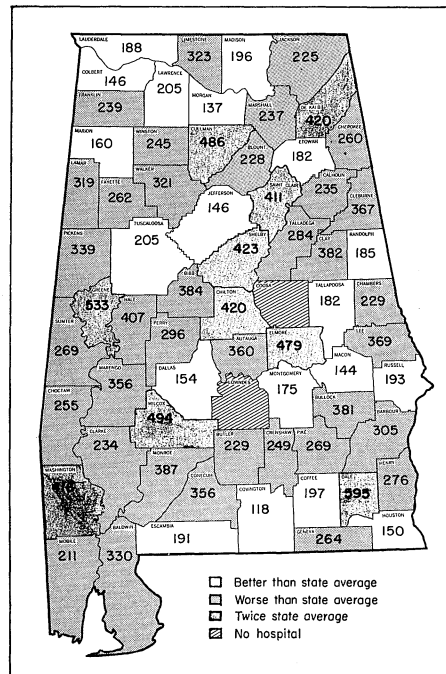 LAUDERDALE
188
LIMESTONE
323
MADISON
196
JACKSON
225
COLBERT
146
LAWRENCE
205
MORGAN
137
FRANKLIN
239
MARSHALL
237
DE KALB
420
MARION
160
WINSTON
245
CULLMAN
486
BLOUNT
228
ETOWAH
182
CHEROKEE
260
LAMAR
319
FAYETTE
262
WALKER
321
SAINT CLAIR
411
CALHOUN
235
CLEBURNE
367
JEFFERSON
146
TUSCALOOSA
205
PICKENS
339
SHELBY
423
TALLADEGA
284
CLAY
382
RANDOLPH
185
BIBB
384
GREENE
533
HALE
407
CHILTON
420
COOSA
TALLAPOOSA
182
CHAMBERS
229
SUMTER
269
PERRY
296
AUTAUGA
360
ELMORE
479
LEE
369
MARENGO
356
DALLAS
154
LOWNDES
MONTGOMERY
175
MACON
144
RUSSELL
193
CHOCTAW
255
WILCOX
494
BULLOCK
381
BARBOUR
305
CLARKE
234
MONROE
387
BUTLER
229
CRENSHAW
249
PIKE
269
WASHINGTON
CONECUH
356
COVINGTON
118
COFFEE
197
DALE
595
HENRY
276
MOBILE
211
BALDWIN
330
ESCAMBIA
191
GENEVA
264
HOUSTON
150
Better than state average
Worse than state average
Twice state average
No hospital